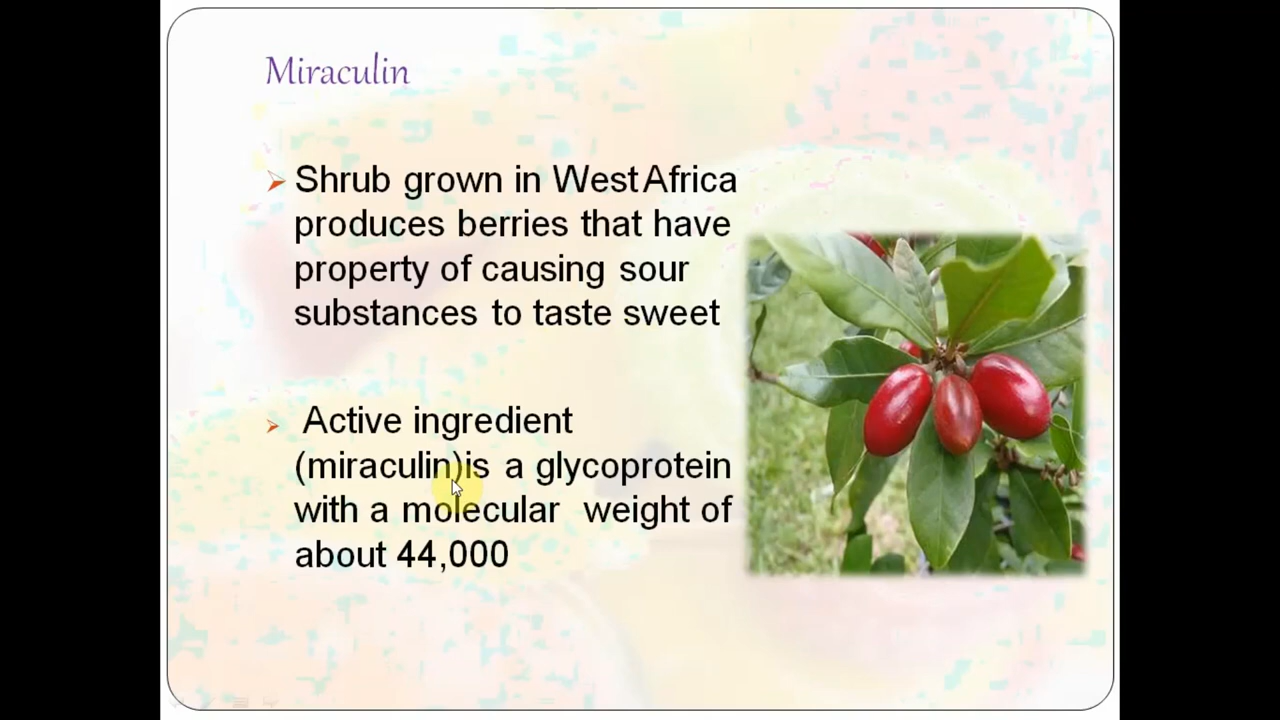 Miraculin
Shrub grown in West Africa
produces berries that have
property of causing sour
substances to taste sweet
Active ingredient
(miraculin)is a glycoprotein
with a molecular weight of
about 44,000